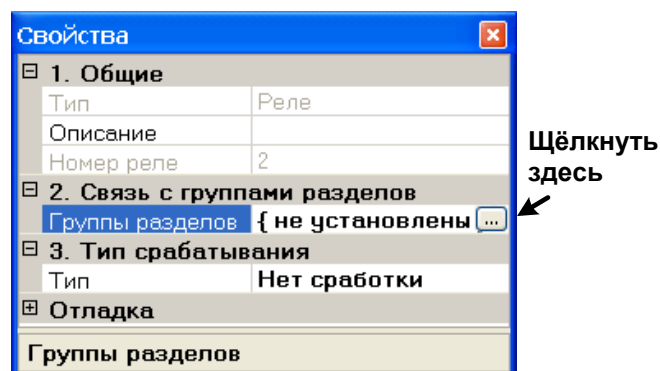 Свойства
1. Общие
Тип Реле
Описание
Номер реле 2
2. Связь с группами разделов
Группы разделов { не установлены ...
3. Тип срабатывания
Тип Нет сработки
Отладка
Группы разделов
Щёлкнуть
здесь